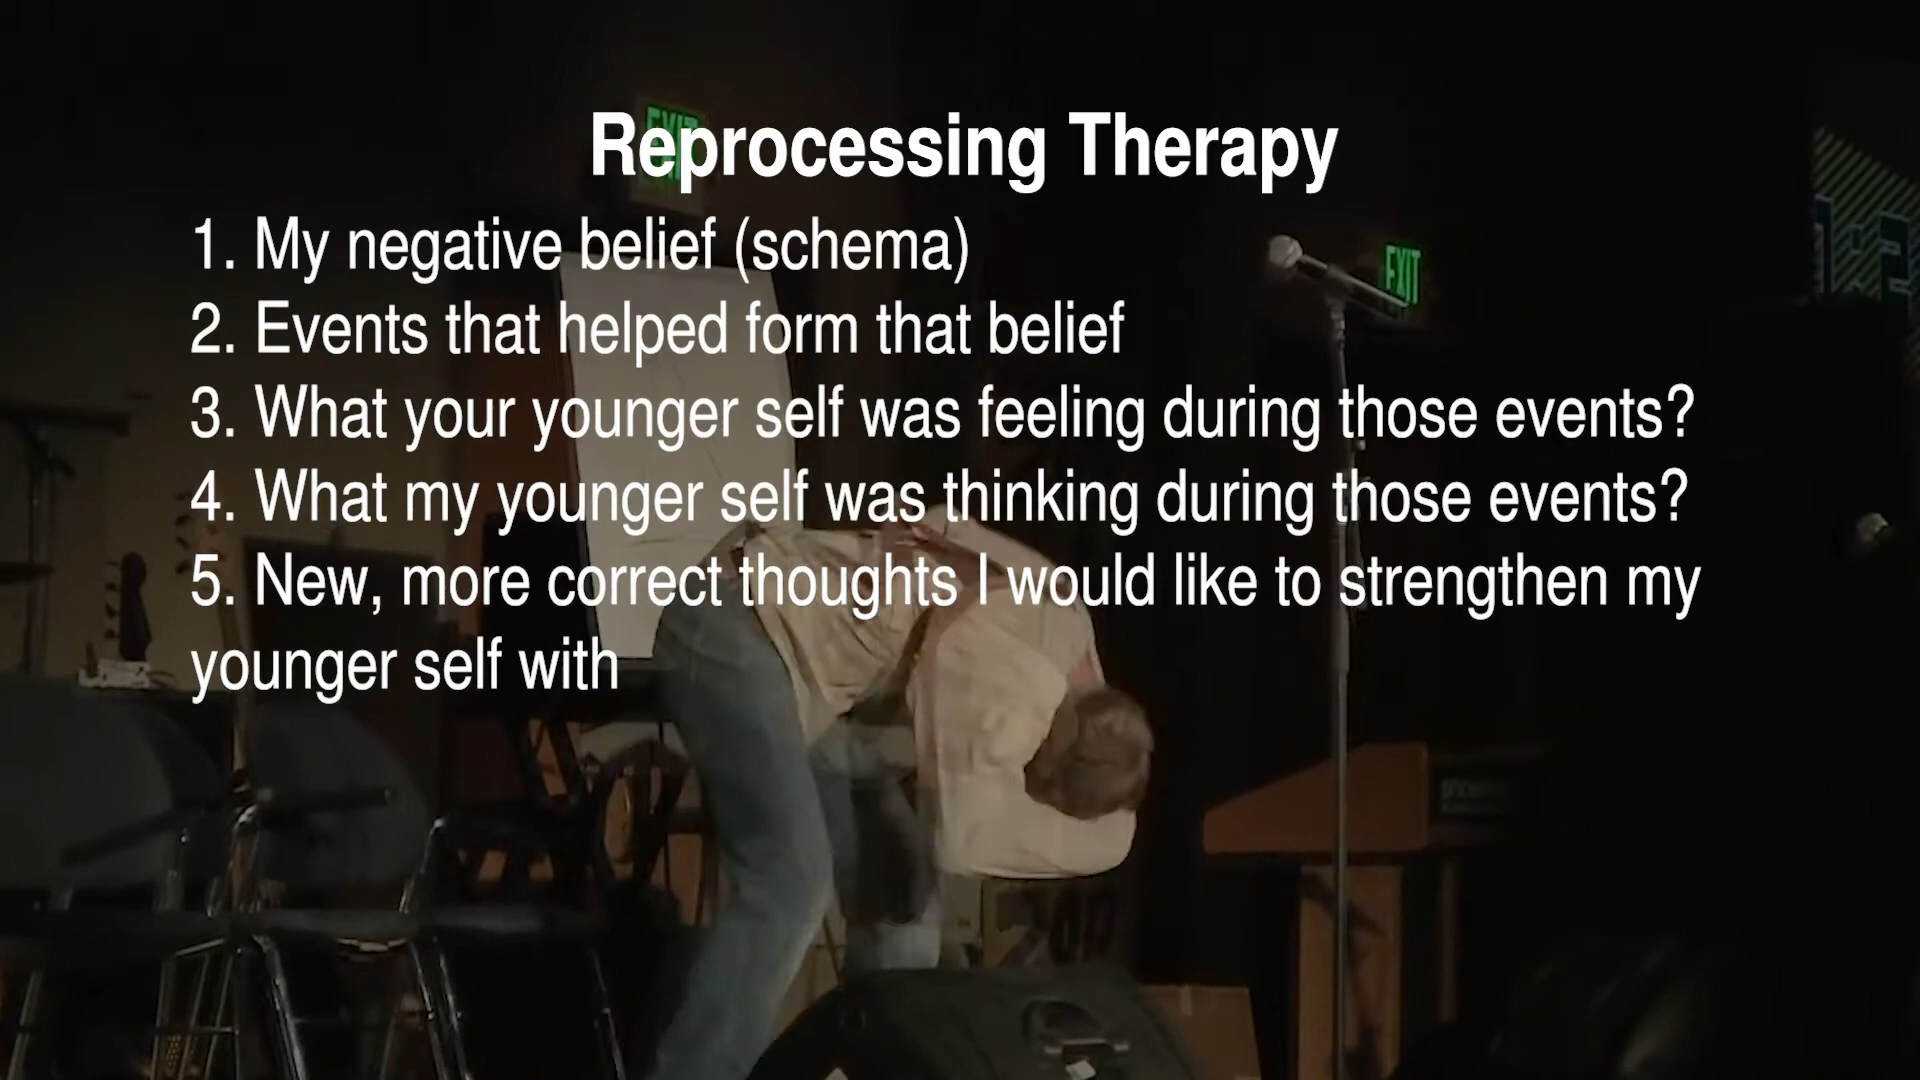 Reprocessing Therapy
1. My negative belief (schema)
2. Events that helped form that belief
3. What your younger self was feeling during those events?
4. What my younger self was thinking during those events?
5. New, more correct thoughts I would like to strengthen my
younger self with
EXIT
EXIT